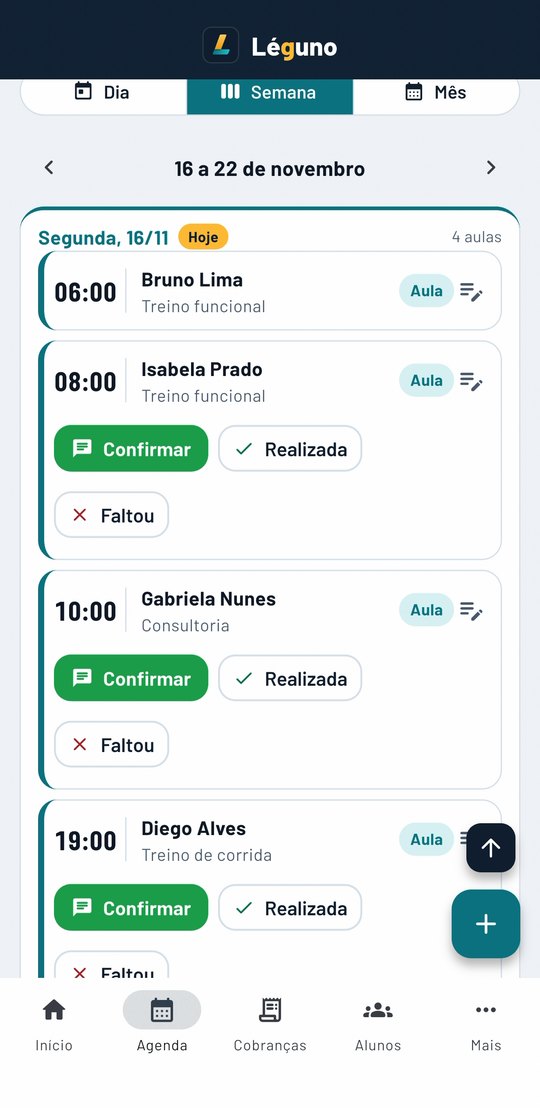 Léguno
Dia
Semana
Mês
16 a 22 de novembro
Segunda, 16/11
Hoje
4 aulas
06:00
Bruno Lima
Treino funcional
Aula
08:00
Isabela Prado
Treino funcional
Aula
Confirmar
Realizada
Faltou
10:00
Gabriela Nunes
Consultoria
Aula
Confirmar
Realizada
Faltou
19:00
Diego Alves
Treino de corrida
Aula
Confirmar
Realizada
Faltou
Início
Agenda
Cobranças
Alunos
Mais